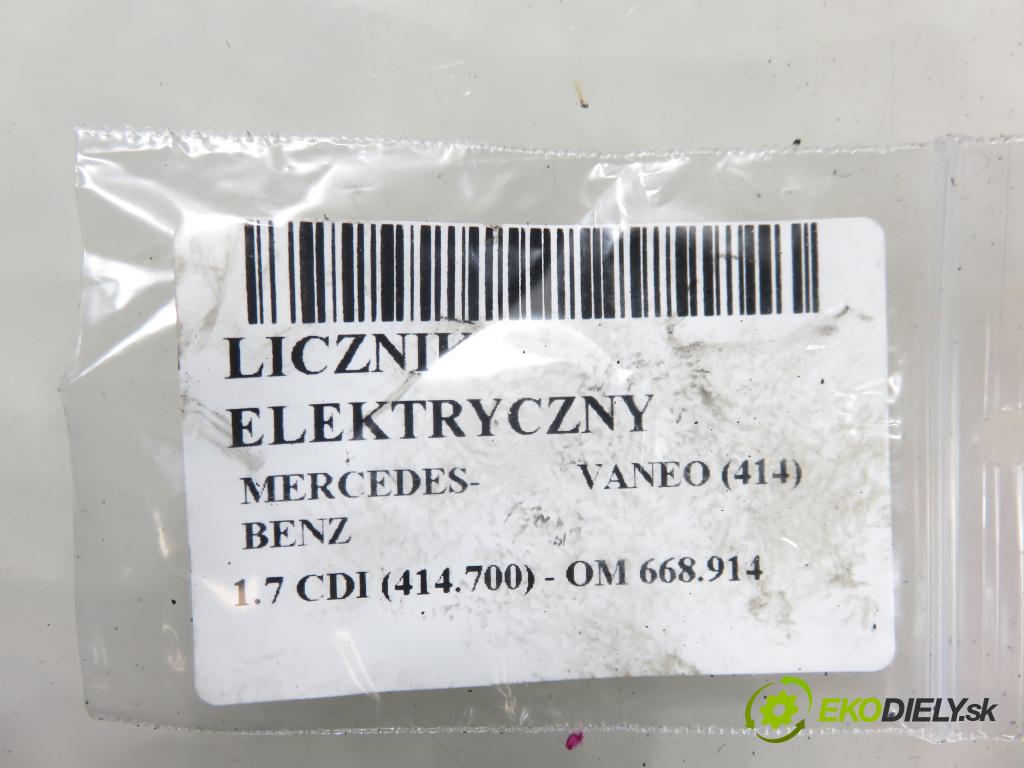 LICZNIK
ELEKTRYCZNY
MERCEDES- VANEO (414)
BENZ
1.7 CDI (414.700) - OM 668.914
EKODIELY.sk